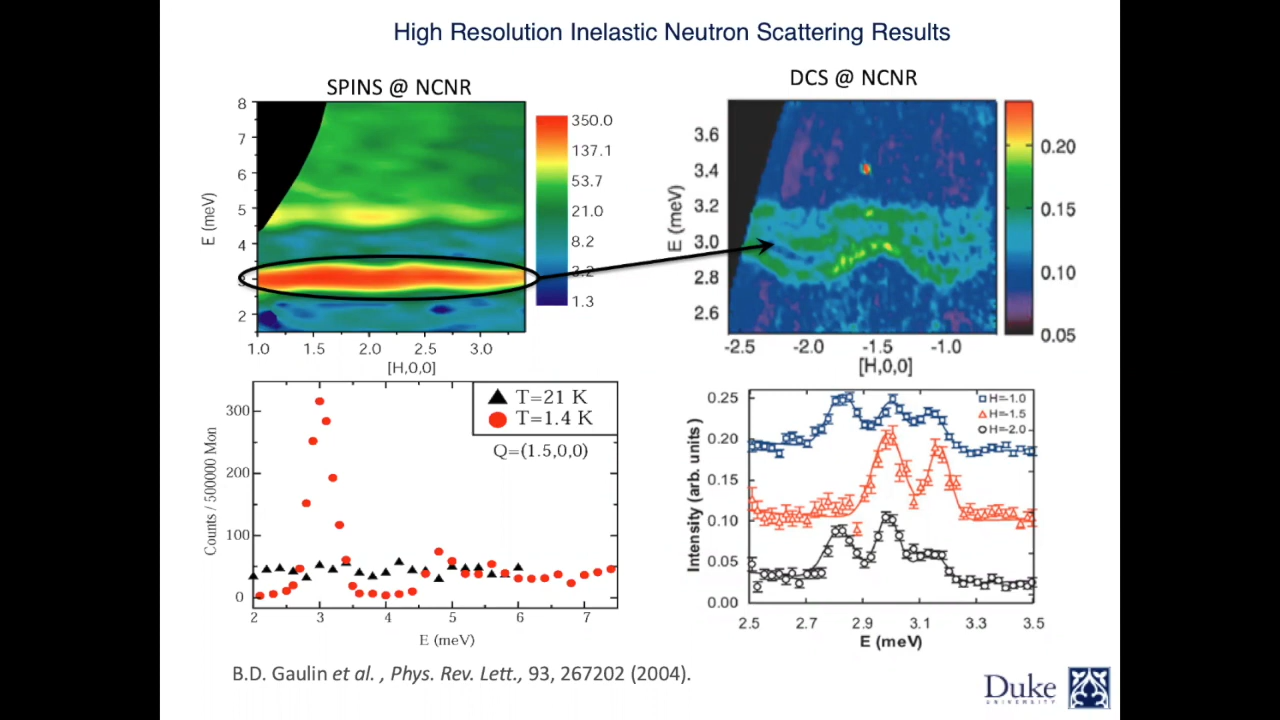 High Resolution Inelastic Neutron Scattering Results
SPINS @ NCNR
8
7
6
5
4
2
E (meV)
1.0 1.5 2.0 2.5 3.0
[H,0,0]
350.0
137.1
53.7
21.0
8.2
3.2
1.3
DCS @ NCNR
3.6
3.4
3.2
3.0
2.8
2.6
E (meV)
-2.5 -2.0 -1.5 -1.0
[H,0,0]
0.20
0.15
0.10
0.05
T=21 K
T=1.4 K
Q=(1.5,0,0)
300
200
100
0
Counts / 500000 Mon
2 3 4 5 6 7
E (meV)
H=-1.0
H=-1.5
H=-2.0
0.25
0.20
0.15
0.10
0.05
0.00
Intensity (arb. units)
2.5 2.7 2.9 3.1 3.3 3.5
E (meV)
B.D. Gaulin et al. , Phys. Rev. Lett., 93, 267202 (2004).
Duke
UNIVERSITY